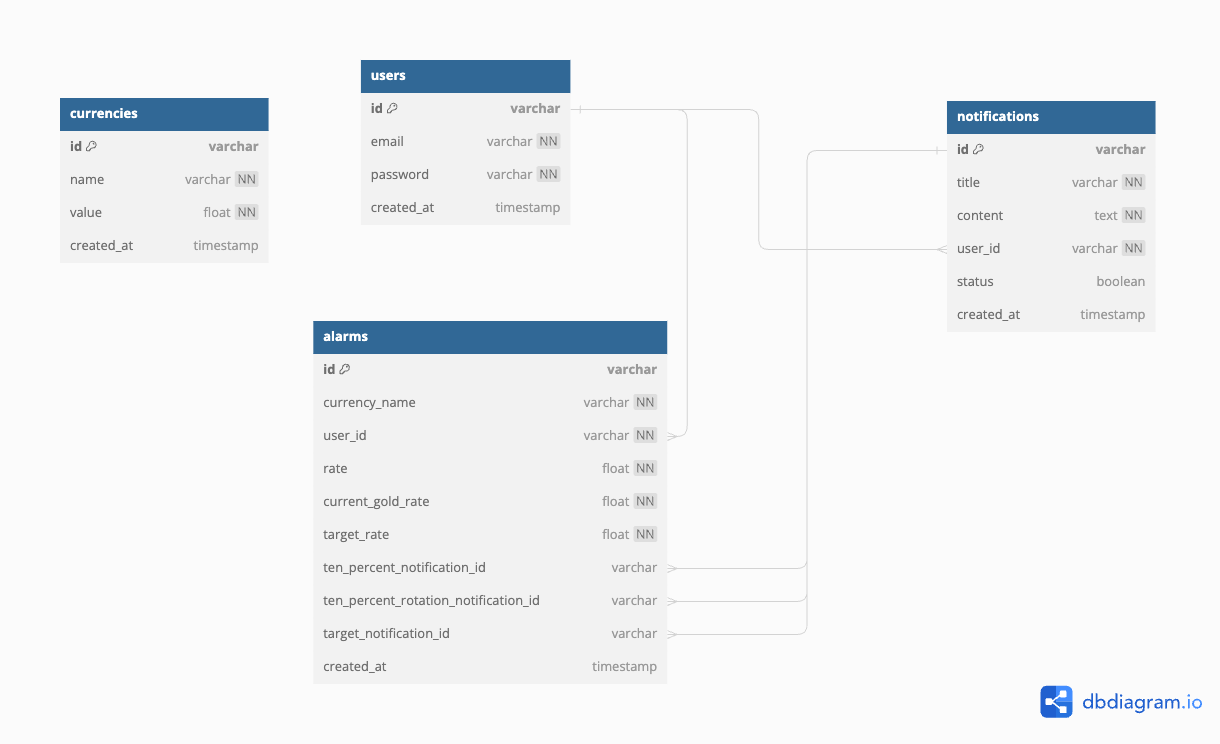 currencies
id varchar
name varchar NN
value float NN
created_at timestamp
users
id varchar
email varchar NN
password varchar NN
created_at timestamp
notifications
id varchar
title varchar NN
content text NN
user_id varchar NN
status boolean
created_at timestamp
alarms
id varchar
currency_name varchar NN
user_id varchar NN
rate float NN
current_gold_rate float NN
target_rate float NN
ten_percent_notification_id varchar
ten_percent_rotation_notification_id varchar
target_notification_id varchar
created_at timestamp
dbdiagram.io